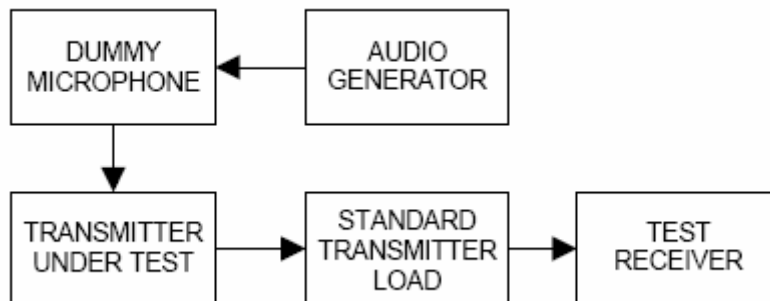 DUMMY
MICROPHONE
AUDIO
GENERATOR
TRANSMITTER
UNDER TEST
STANDARD
TRANSMITTER
LOAD
TEST
RECEIVER